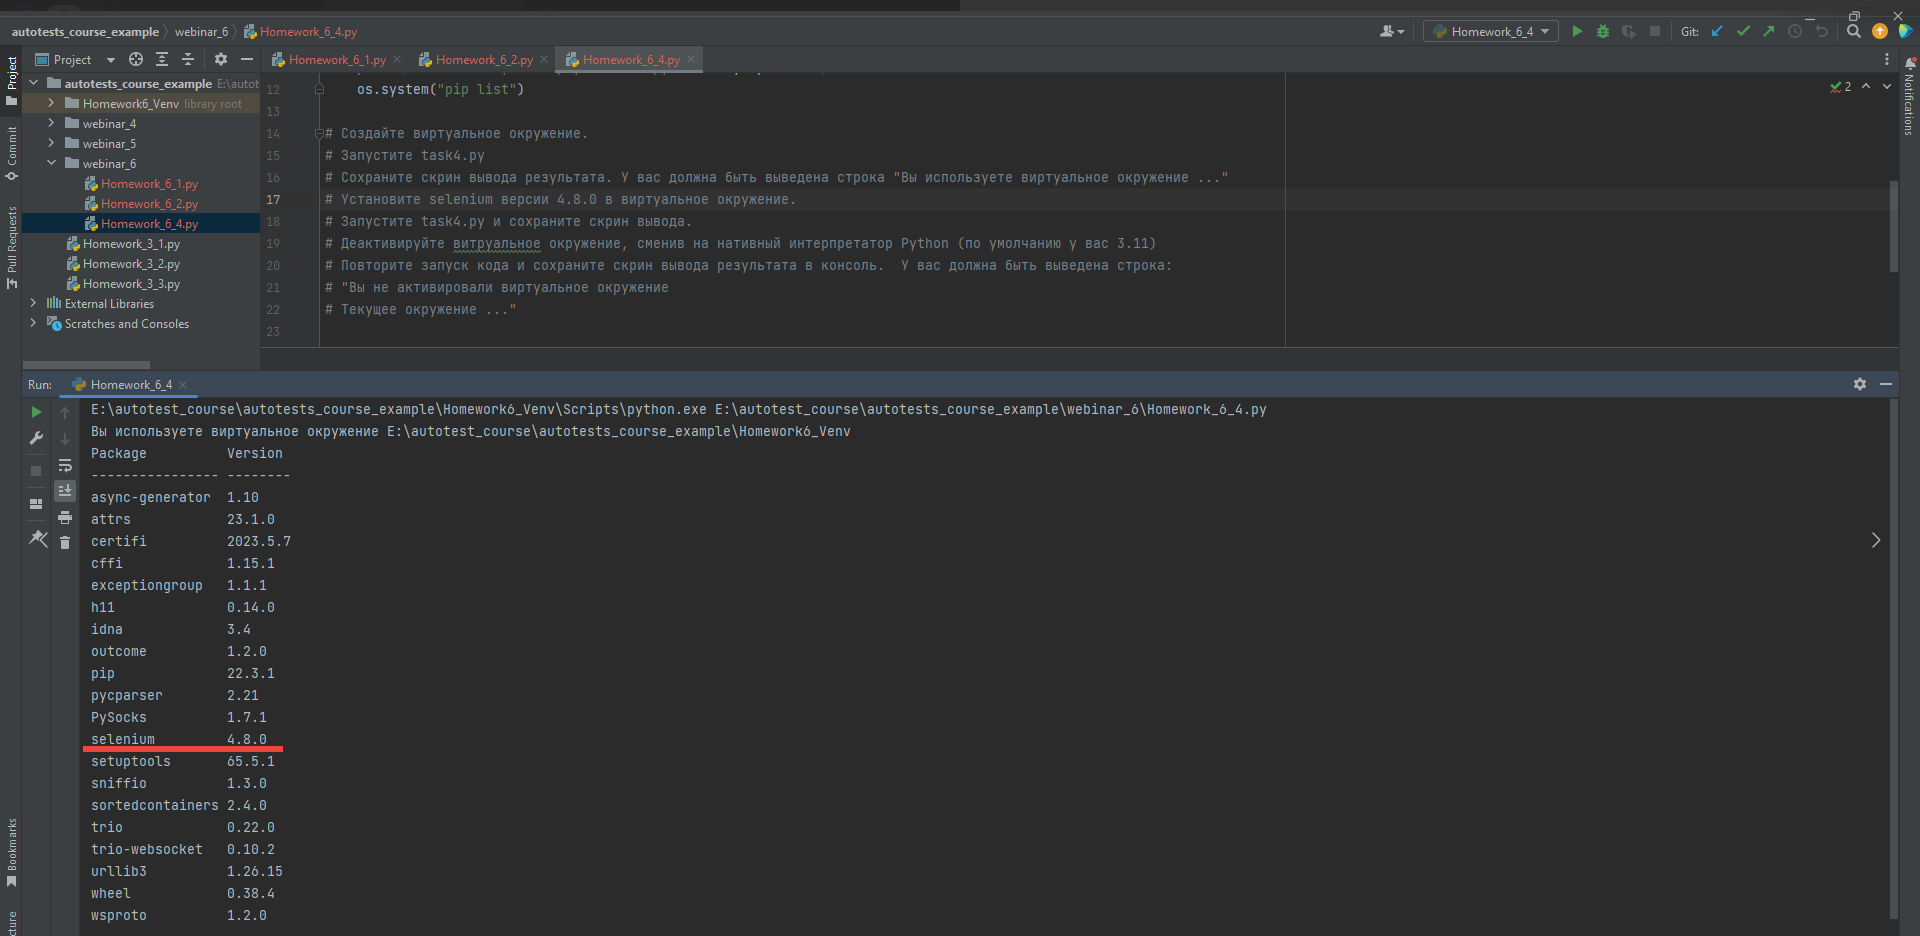 autotests_course_example webinar_6 Homework_6_4.py
Homework_6_4 Git:
Project
Homework_6_1.py Homework_6_2.py Homework_6_4.py
autotests_course_example E:\autot
Homework6_Venv library root
webinar_4
webinar_5
webinar_6
Homework_6_1.py
Homework_6_2.py
Homework_6_4.py
Homework_3_1.py
Homework_3_2.py
Homework_3_3.py
External Libraries
Scratches and Consoles
Project
Commit
Pull Requests
Bookmarks
Notifications
2
12 os.system("pip list")
13
14 # Создайте виртуальное окружение.
15 # Запустите task4.py
16 # Сохраните скрин вывода результата. У вас должна быть выведена строка "Вы используете виртуальное окружение ..."
17 # Установите selenium версии 4.8.0 в виртуальное окружение.
18 # Запустите task4.py и сохраните скрин вывода.
19 # Деактивируйте витруальное окружение, сменив на нативный интерпретатор Python (по умолчанию у вас 3.11)
20 # Повторите запуск кода и сохраните скрин вывода результата в консоль.  У вас должна быть выведена строка:
21 # "Вы не активировали виртуальное окружение
22 # Текущее окружение ..."
23
Run: Homework_6_4
E:\autotest_course\autotests_course_example\Homework6_Venv\Scripts\python.exe E:\autotest_course\autotests_course_example\webinar_6\Homework_6_4.py
Вы используете виртуальное окружение E:\autotest_course\autotests_course_example\Homework6_Venv
Package Version
---------------- --------
async-generator 1.10
attrs 23.1.0
certifi 2023.5.7
cffi 1.15.1
exceptiongroup 1.1.1
h11 0.14.0
idna 3.4
outcome 1.2.0
pip 22.3.1
pycparser 2.21
PySocks 1.7.1
selenium 4.8.0
setuptools 65.5.1
sniffio 1.3.0
sortedcontainers 2.4.0
trio 0.22.0
trio-websocket 0.10.2
urllib3 1.26.15
wheel 0.38.4
wsproto 1.2.0